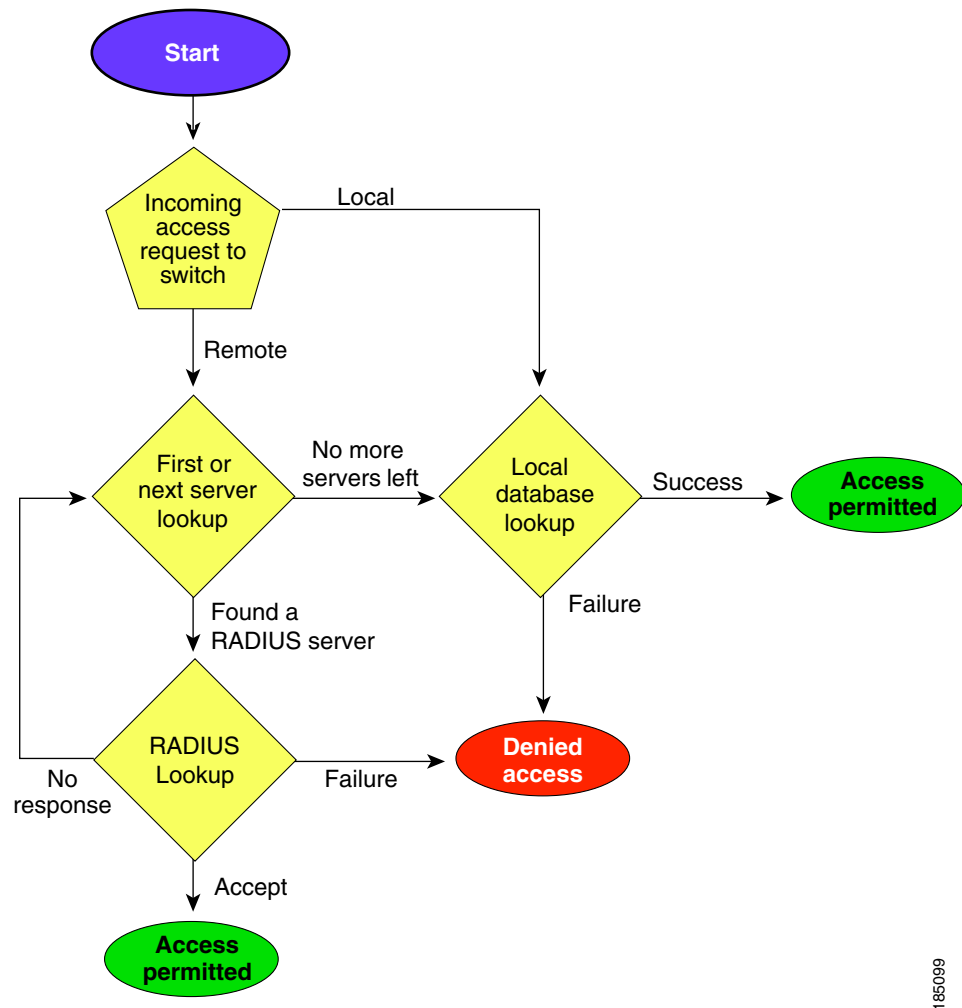 Start
Incoming
access
request to
switch
Local
Remote
First or
next server
lookup
No more
servers left
Local
database
lookup
Success
Access
permitted
Found a
RADIUS server
Failure
RADIUS
Lookup
No
response
Failure
Denied
access
Accept
Access
permitted
185099